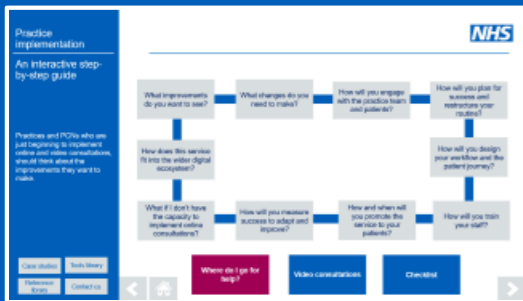 Practice
implementation
An interactive step-
by-step guide
Practices and PCNs who are
just beginning to implement
online and video consultations,
should think about the
improvements they want to
make.
Case studies
Tools library
Reference
library
Contact us
NHS
What improvements
do you want to see?
What changes do you
need to make?
How will you engage
with the practice team
and patients?
How will you plan for
success and
restructure your
routine?
How does this service
fit into the wider digital
ecosystem?
How will you design
your workflow and the
patient journey?
What if I don't have
the capacity to
implement online
consultations?
How will you measure
success to adapt and
improve?
How and when will
you promote the
service to your
patients?
How will you train
your staff?
Where do I go for
help?
Video consultations
Checklist